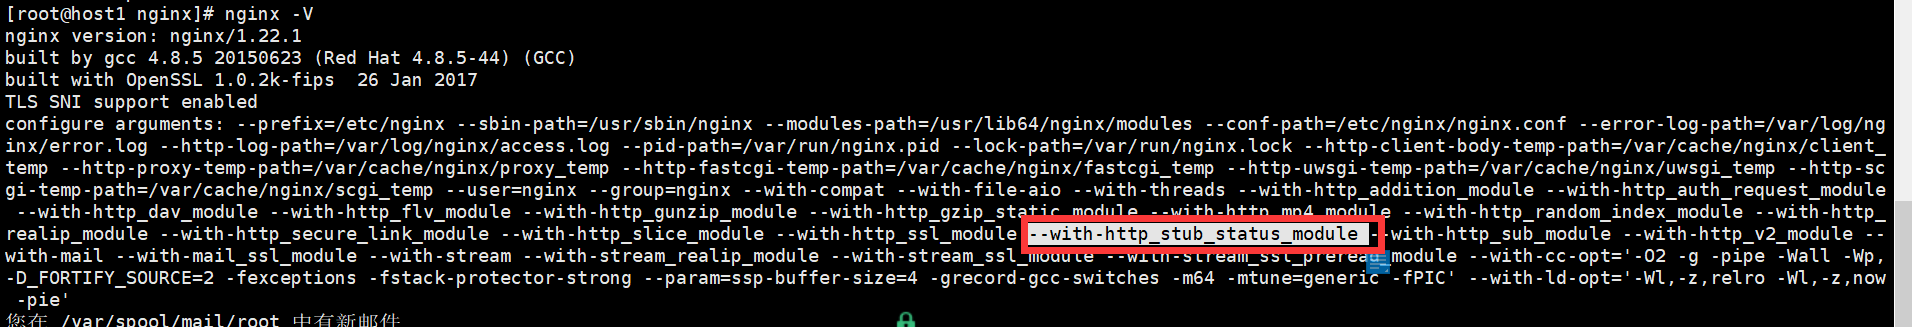 [root@host1 nginx]# nginx -V
nginx version: nginx/1.22.1
built by gcc 4.8.5 20150623 (Red Hat 4.8.5-44) (GCC)
built with OpenSSL 1.0.2k-fips  26 Jan 2017
TLS SNI support enabled
configure arguments: --prefix=/etc/nginx --sbin-path=/usr/sbin/nginx --modules-path=/usr/lib64/nginx/modules --conf-path=/etc/nginx/nginx.conf --error-log-path=/var/log/ng
inx/error.log --http-log-path=/var/log/nginx/access.log --pid-path=/var/run/nginx.pid --lock-path=/var/run/nginx.lock --http-client-body-temp-path=/var/cache/nginx/client_
temp --http-proxy-temp-path=/var/cache/nginx/proxy_temp --http-fastcgi-temp-path=/var/cache/nginx/fastcgi_temp --http-uwsgi-temp-path=/var/cache/nginx/uwsgi_temp --http-sc
gi-temp-path=/var/cache/nginx/scgi_temp --user=nginx --group=nginx --with-compat --with-file-aio --with-threads --with-http_addition_module --with-http_auth_request_module
 --with-http_dav_module --with-http_flv_module --with-http_gunzip_module --with-http_gzip_static_module --with-http_mp4_module --with-http_random_index_module --with-http_
realip_module --with-http_secure_link_module --with-http_slice_module --with-http_ssl_module --with-http_stub_status_module --with-http_sub_module --with-http_v2_module --
with-mail --with-mail_ssl_module --with-stream --with-stream_realip_module --with-stream_ssl_module --with-stream_ssl_preread_module --with-cc-opt='-O2 -g -pipe -Wall -Wp,
-D_FORTIFY_SOURCE=2 -fexceptions -fstack-protector-strong --param=ssp-buffer-size=4 -grecord-gcc-switches -m64 -mtune=generic -fPIC' --with-ld-opt='-Wl,-z,relro -Wl,-z,now
 -pie'
您在 /var/spool/mail/root 中有新邮件